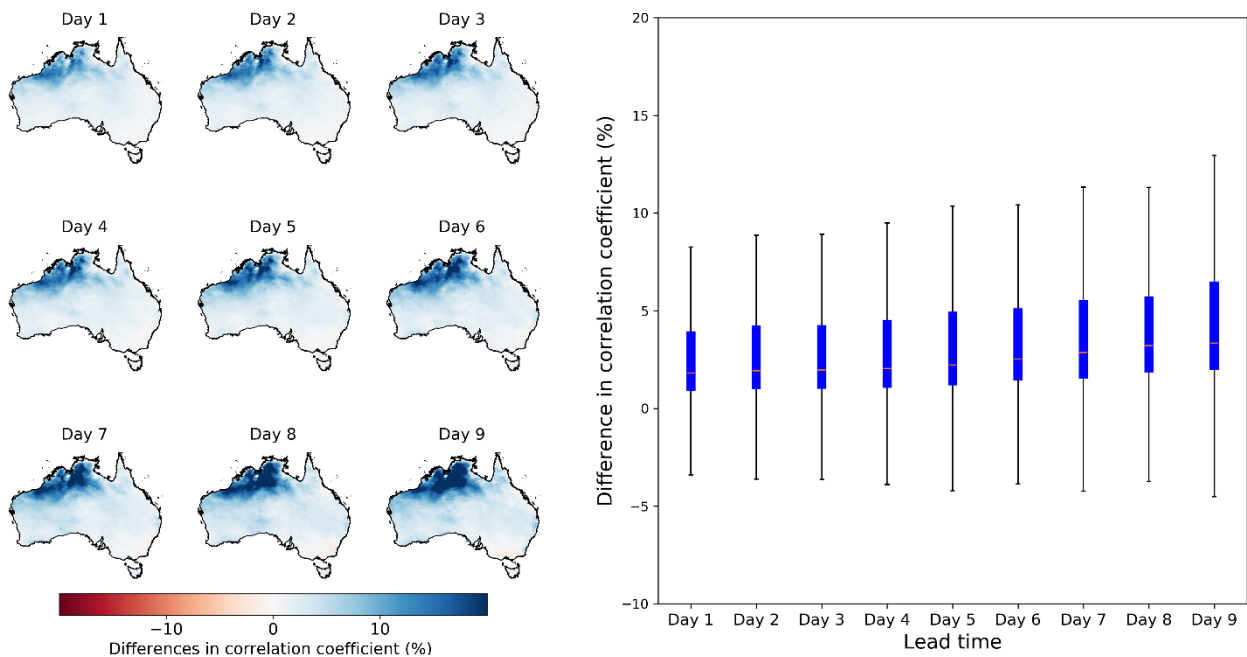 Day 1
Day 2
Day 3
Day 4
Day 5
Day 6
Day 7
Day 8
Day 9
−10
0
10
Differences in correlation coefficient (%)
20
15
10
5
0
−5
−10
Difference in correlation coefficient (%)
Day 1 Day 2 Day 3 Day 4 Day 5 Day 6 Day 7 Day 8 Day 9
Lead time